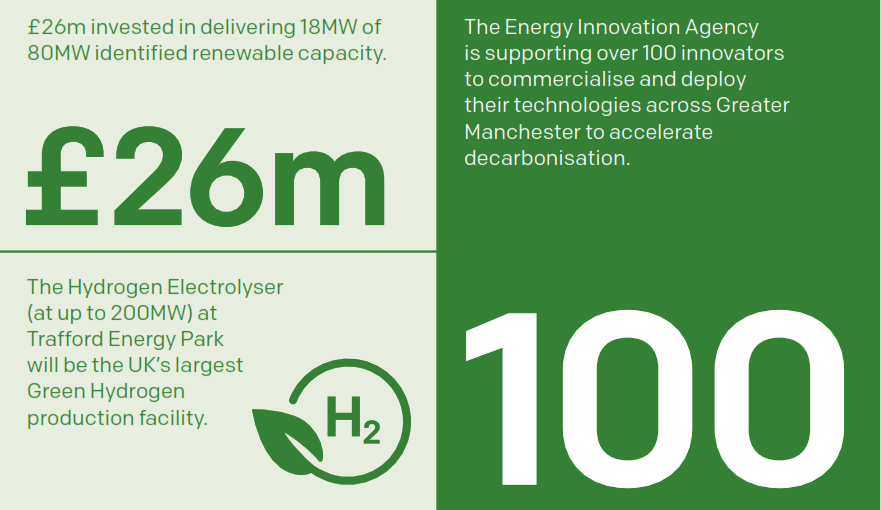 £26m invested in delivering 18MW of
80MW identified renewable capacity.
£26m
The Hydrogen Electrolyser
(at up to 200MW) at
Trafford Energy Park
will be the UK’s largest
Green Hydrogen
production facility.
H2
The Energy Innovation Agency
is supporting over 100 innovators
to commercialise and deploy
their technologies across Greater
Manchester to accelerate
decarbonisation.
100